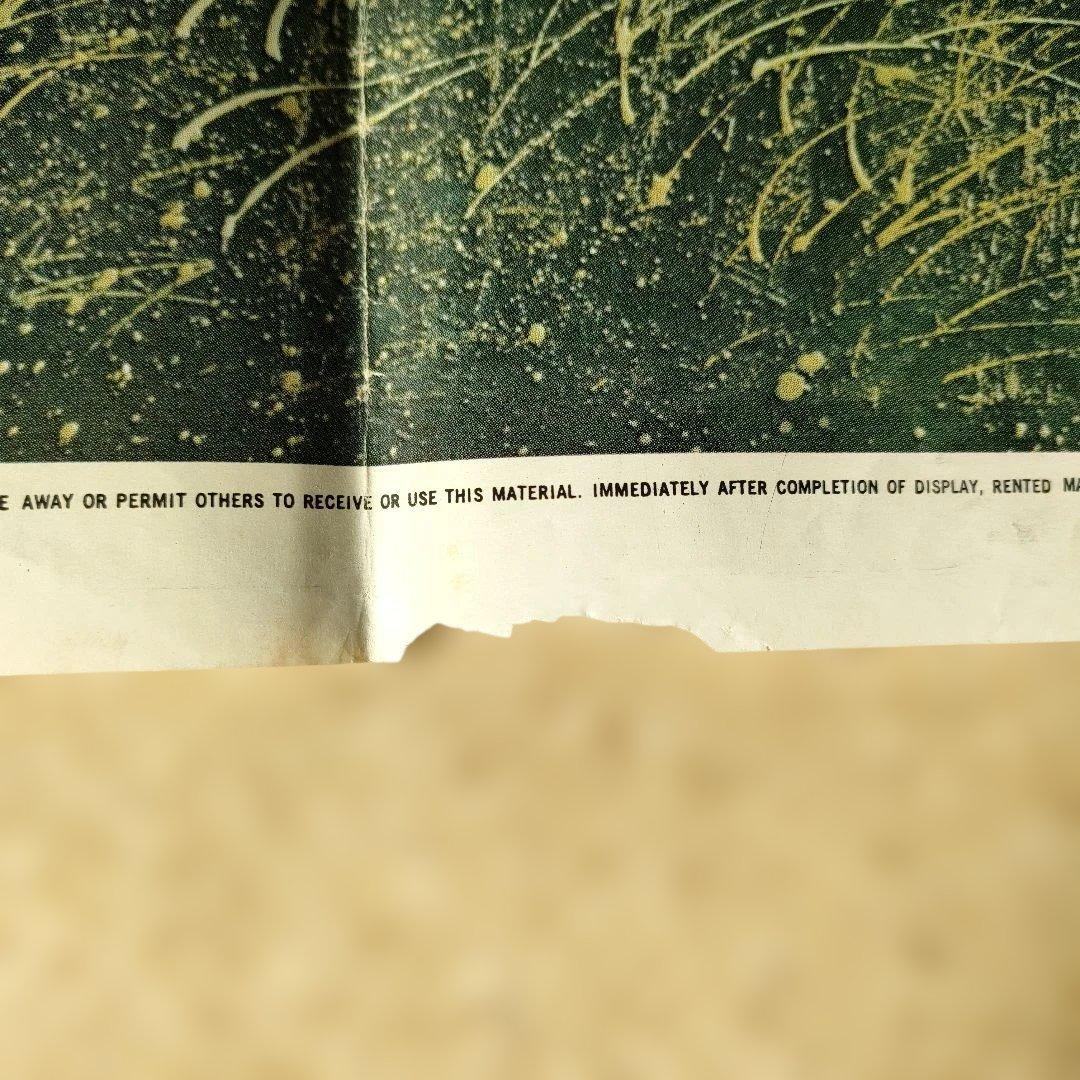 AWAY OR PERMIT OTHERS TO RECEIVE OR USE THIS MATERIAL. IMMEDIATELY AFTER COMPLETION OF DISPLAY, RENTED